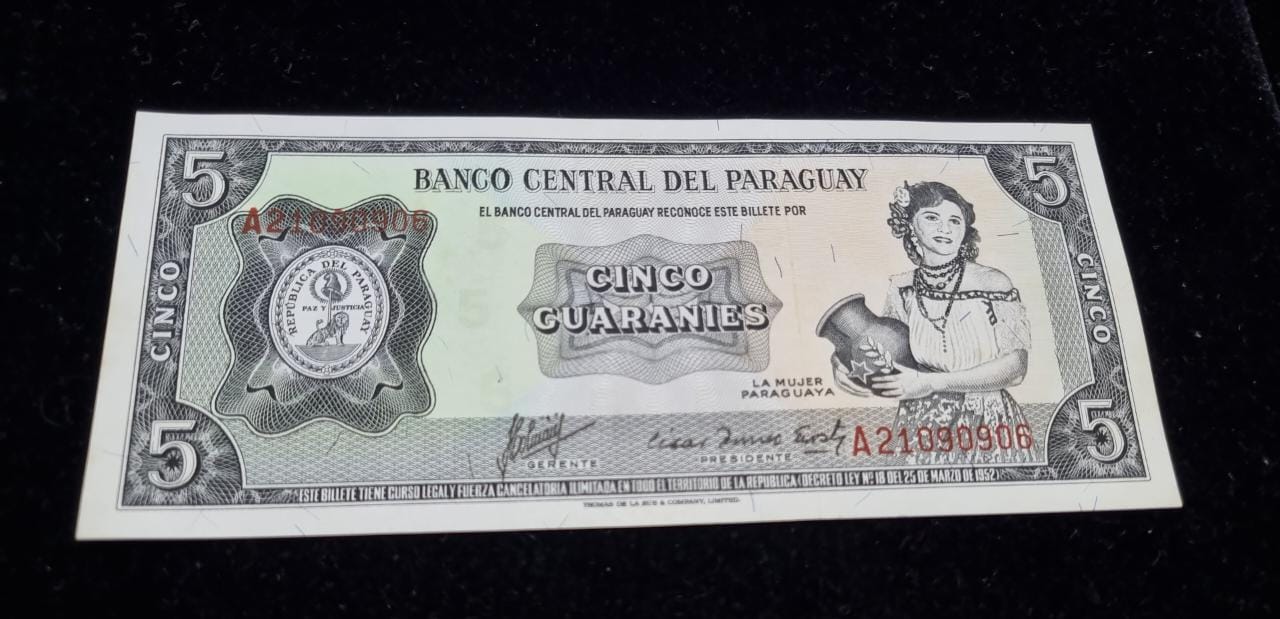 5
5
BANCO CENTRAL DEL PARAGUAY
A21090906
EL BANCO CENTRAL DEL PARAGUAY RECONOCE ESTE BILLETE POR
CINCO
REPUBLICA DEL PARAGUAY
PAZ Y JUSTICIA
CINCO
GUARANIES
CINCO
LA MUJER
PARAGUAYA
5
5
GERENTE
PRESIDENTE
A21090906
ESTE BILLETE TIENE CURSO LEGAL Y FUERZA CANCELATORIA ILIMITADA EN TODO EL TERRITORIO DE LA REPUBLICA (DECRETO LEY Nº 18 DEL 25 DE MARZO DE 1952)
THOMAS DE LA RUE & COMPANY, LIMITED.